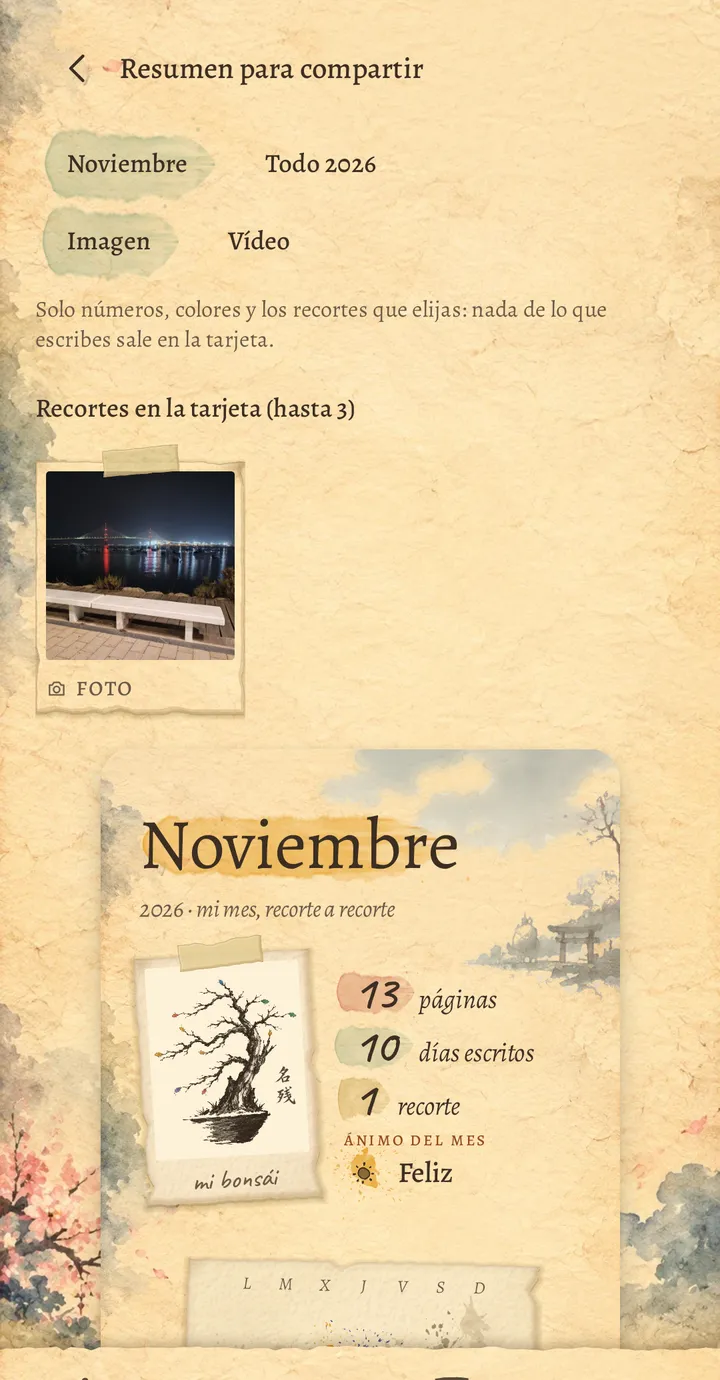 Resumen para compartir
Noviembre Todo 2026
Imagen Vídeo
Solo números, colores y los recortes que elijas: nada de lo que
escribes sale en la tarjeta.
Recortes en la tarjeta (hasta 3)
FOTO
Noviembre
2026 · mi mes, recorte a recorte
13 páginas
10 días escritos
1 recorte
ÁNIMO DEL MES
Feliz
名残
mi bonsái
L M X J V S D